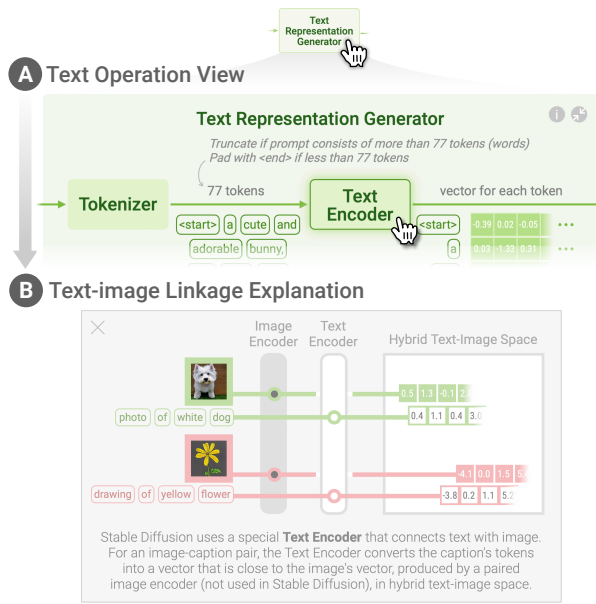 Text
Representation
Generator
A Text Operation View
Text Representation Generator
i
Truncate if prompt consists of more than 77 tokens (words)
Pad with <end> if less than 77 tokens
77 tokens
vector for each token
Tokenizer
Text
Encoder
<start> a cute and
<start> -0.39 0.02 -0.05 •••
adorable bunny,
a 0.03 -1.33 0.31 •••
B Text-image Linkage Explanation
Image
Encoder
Text
Encoder
Hybrid Text-Image Space
0.5 1.3 -0.1
photo of white dog
0.4 1.1 0.4 3.0
-4.1 0.0 1.5
drawing of yellow flower
-3.8 0.2 1.1 5.2
Stable Diffusion uses a special Text Encoder that connects text with image.
For an image-caption pair, the Text Encoder converts the caption's tokens
into a vector that is close to the image's vector, produced by a paired
image encoder (not used in Stable Diffusion), in hybrid text-image space.